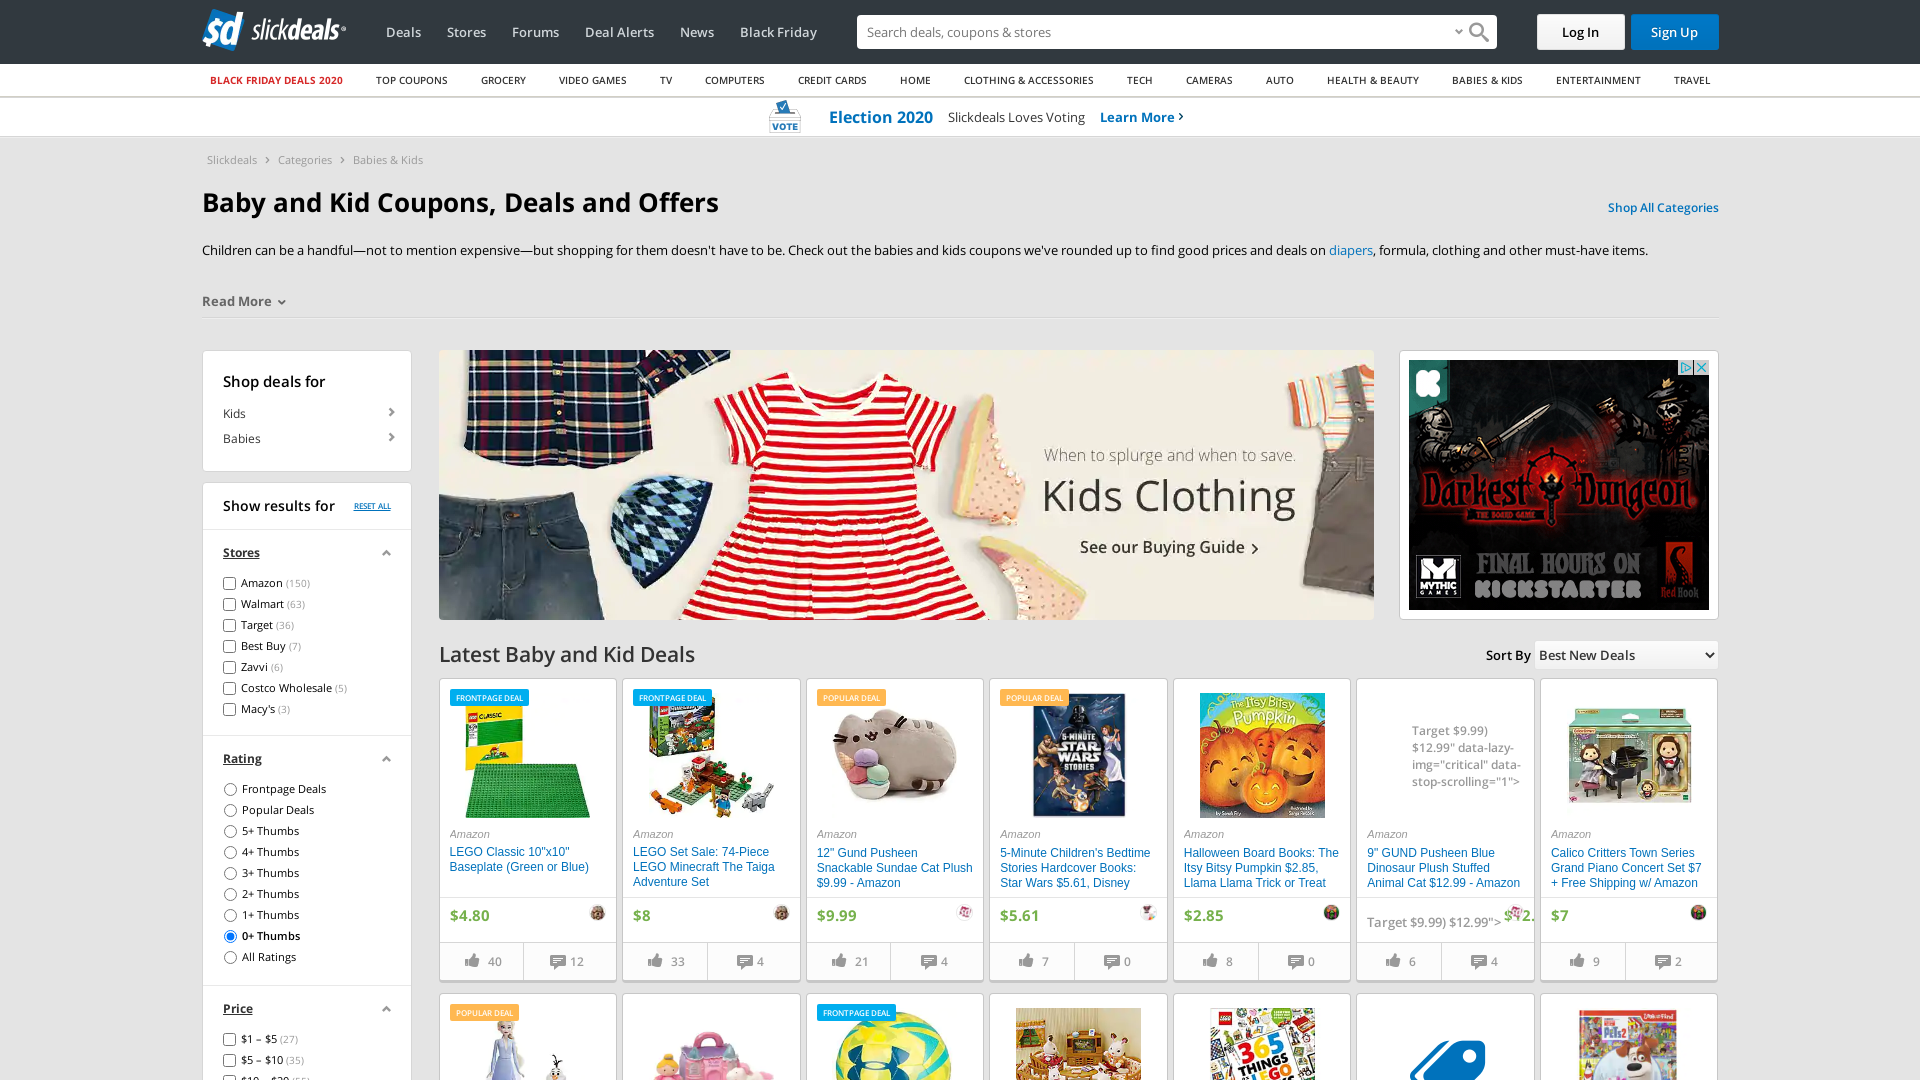 slickdeals
Deals
Stores
Forums
Deal Alerts
News
Black Friday
Search deals, coupons & stores
Log In
Sign Up
BLACK FRIDAY DEALS 2020
TOP COUPONS
GROCERY
VIDEO GAMES
TV
COMPUTERS
CREDIT CARDS
HOME
CLOTHING & ACCESSORIES
TECH
CAMERAS
AUTO
HEALTH & BEAUTY
BABIES & KIDS
ENTERTAINMENT
TRAVEL
VOTE
Election 2020 Slickdeals Loves Voting Learn More
Slickdeals
Categories
Babies & Kids
Baby and Kid Coupons, Deals and Offers
Shop All Categories
Children can be a handful—not to mention expensive—but shopping for them doesn't have to be. Check out the babies and kids coupons we've rounded up to find good prices and deals on diapers, formula, clothing and other must-have items.
Read More
Shop deals for
Kids
Babies
Show results for
RESET ALL
Stores
Amazon (150)
Walmart (63)
Target (36)
Best Buy (7)
Zavvi (6)
Costco Wholesale (5)
Macy's (3)
Rating
Frontpage Deals
Popular Deals
5+ Thumbs
4+ Thumbs
3+ Thumbs
2+ Thumbs
1+ Thumbs
0+ Thumbs
All Ratings
Price
$1 – $5 (27)
$5 – $10 (35)
When to splurge and when to save.
Kids Clothing
See our Buying Guide
Darkest Dungeon
THE BOARD GAME
FINAL HOURS ON
KICKSTARTER
MYTHIC
GAMES
Red Hook
Latest Baby and Kid Deals
Sort By
Best New Deals
FRONTPAGE DEAL
CLASSIC
Amazon
LEGO Classic 10"x10"
Baseplate (Green or Blue)
$4.80
40
12
FRONTPAGE DEAL
Amazon
LEGO Set Sale: 74-Piece
LEGO Minecraft The Taiga
Adventure Set
$8
33
4
POPULAR DEAL
Amazon
12" Gund Pusheen
Snackable Sundae Cat Plush
$9.99 - Amazon
$9.99
21
4
POPULAR DEAL
5-MINUTE
STAR WARS
STORIES
Amazon
5-Minute Children's Bedtime
Stories Hardcover Books:
Star Wars $5.61, Disney
$5.61
7
0
The Itsy Bitsy
Pumpkin
Amazon
Halloween Board Books: The
Itsy Bitsy Pumpkin $2.85,
Llama Llama Trick or Treat
$2.85
8
0
Target $9.99)
$12.99" data-lazy-
img="critical" data-
stop-scrolling="1">
Amazon
9" GUND Pusheen Blue
Dinosaur Plush Stuffed
Animal Cat $12.99 - Amazon
Target $9.99) $12.99"> $12.
6
4
Amazon
Calico Critters Town Series
Grand Piano Concert Set $7
+ Free Shipping w/ Amazon
$7
9
2
POPULAR DEAL
FRONTPAGE DEAL
365
THINGS